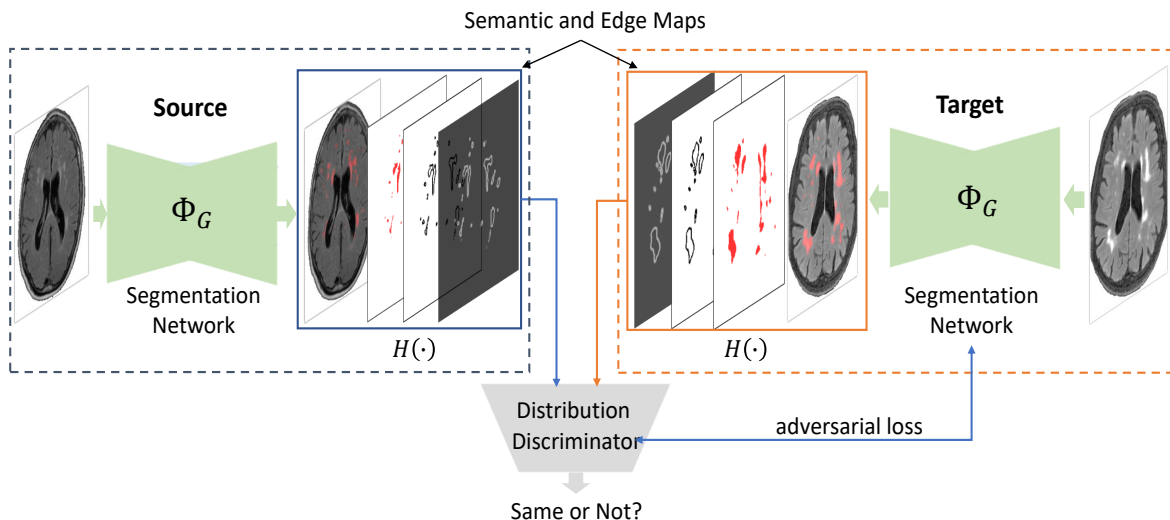 Semantic and Edge Maps
Source
Φ_G
Segmentation
Network
H(·)
Target
Φ_G
Segmentation
Network
H(·)
Distribution
Discriminator
adversarial loss
Same or Not?